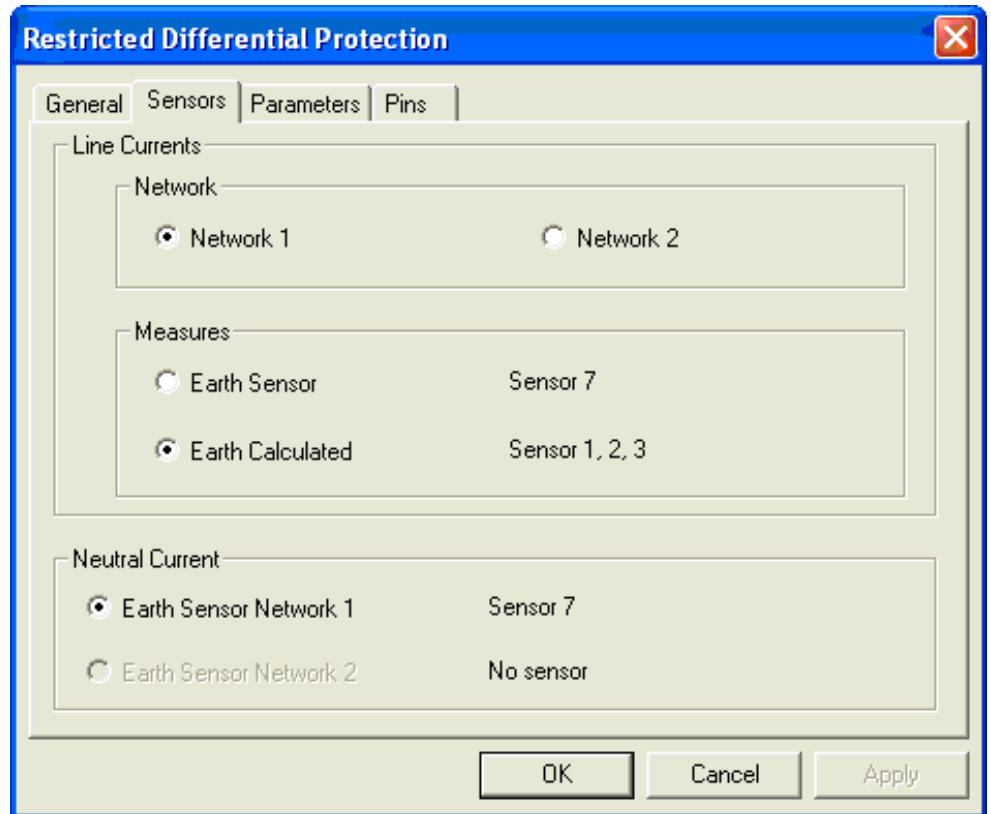 Restricted Differential Protection
General Sensors Parameters Pins
Line Currents
Network
Network 1 Network 2
Measures
Earth Sensor Sensor 7
Earth Calculated Sensor 1, 2, 3
Neutral Current
Earth Sensor Network 1 Sensor 7
Earth Sensor Network 2 No sensor
OK Cancel Apply